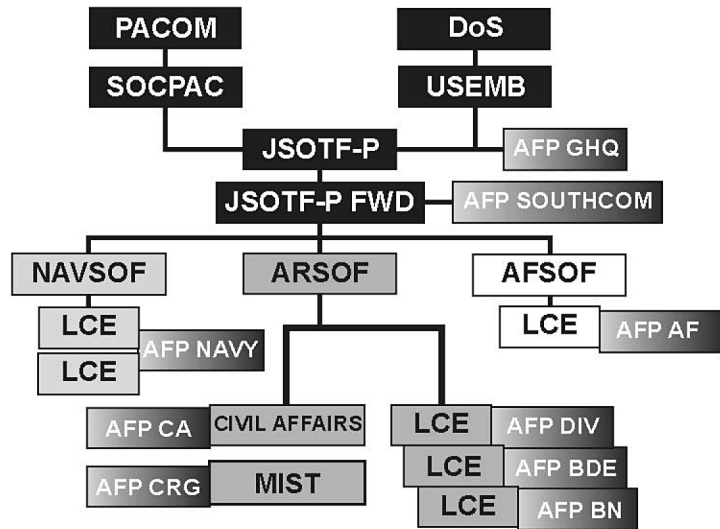 PACOM
DoS
SOCPAC
USEMB
JSOTF-P
AFP GHQ
JSOTF-P FWD
AFP SOUTHCOM
NAVSOF
ARSOF
AFSOF
LCE
LCE
AFP NAVY
LCE
AFP AF
AFP CA
CIVIL AFFAIRS
LCE
AFP DIV
LCE
AFP BDE
AFP CRG
MIST
LCE
AFP BN